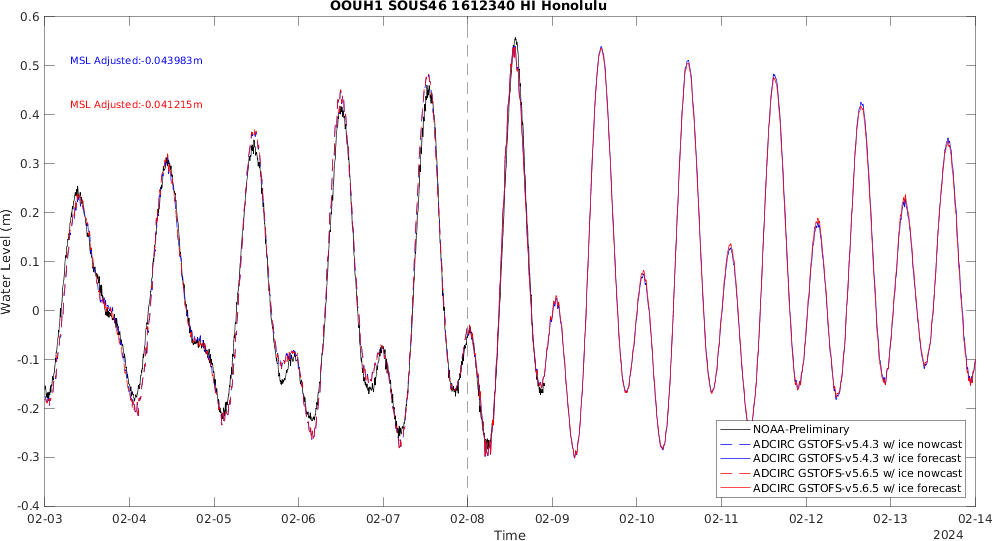 OOUH1 SOUS46 1612340 HI Honolulu
0.6
0.5
0.4
0.3
0.2
0.1
0
-0.1
-0.2
-0.3
-0.4
Water Level (m)
MSL Adjusted:-0.043983m
MSL Adjusted:-0.041215m
NOAA-Preliminary
ADCIRC GSTOFS-v5.4.3 w/ ice nowcast
ADCIRC GSTOFS-v5.4.3 w/ ice forecast
ADCIRC GSTOFS-v5.6.5 w/ ice nowcast
ADCIRC GSTOFS-v5.6.5 w/ ice forecast
02-03 02-04 02-05 02-06 02-07 02-08 02-09 02-10 02-11 02-12 02-13 02-14
Time
2024